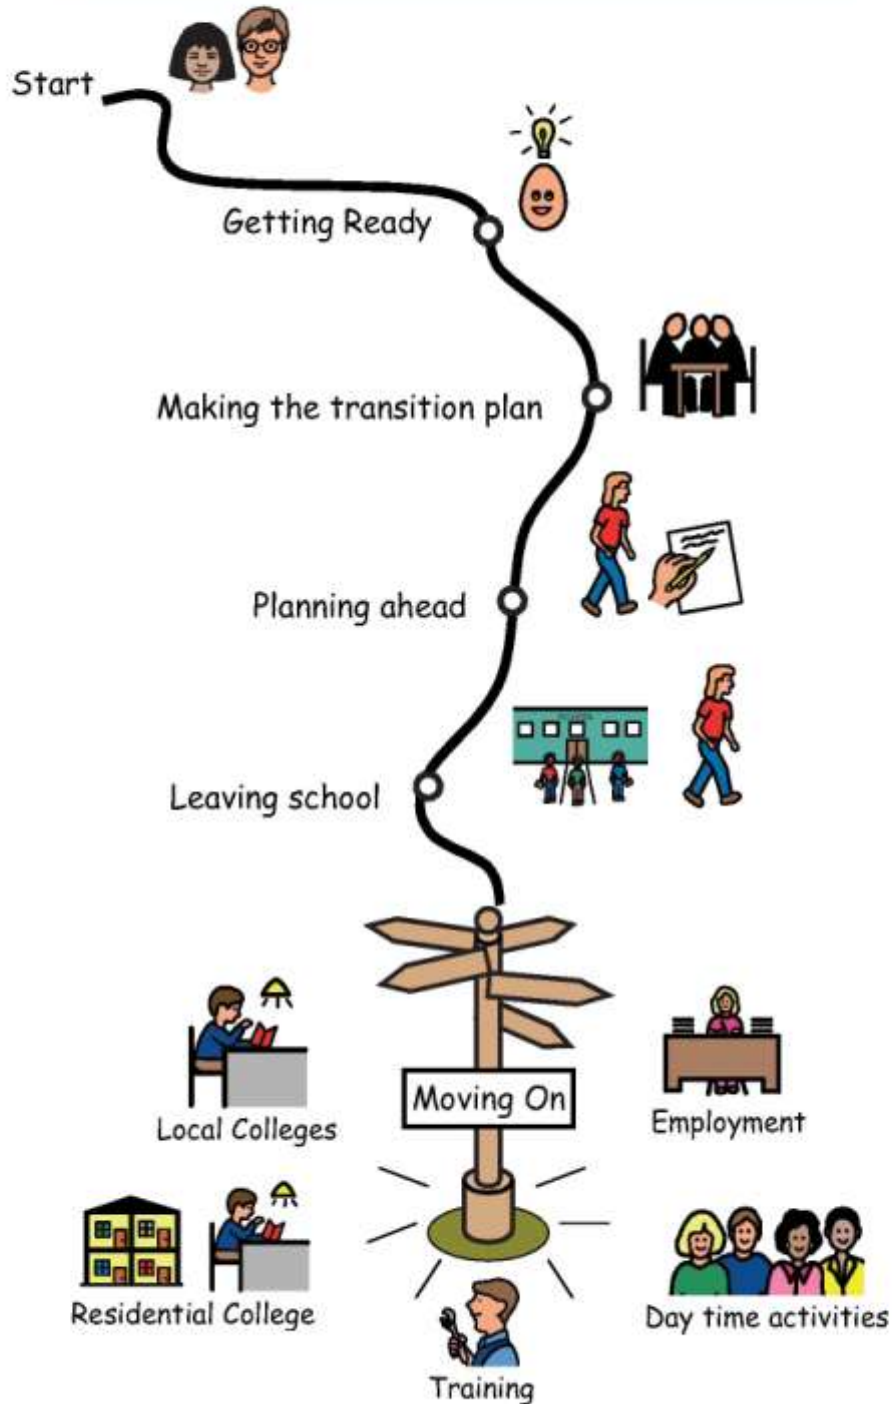 Start
Getting Ready
Making the transition plan
Planning ahead
Leaving school
Moving On
Local Colleges
Employment
Residential College
Day time activities
Training